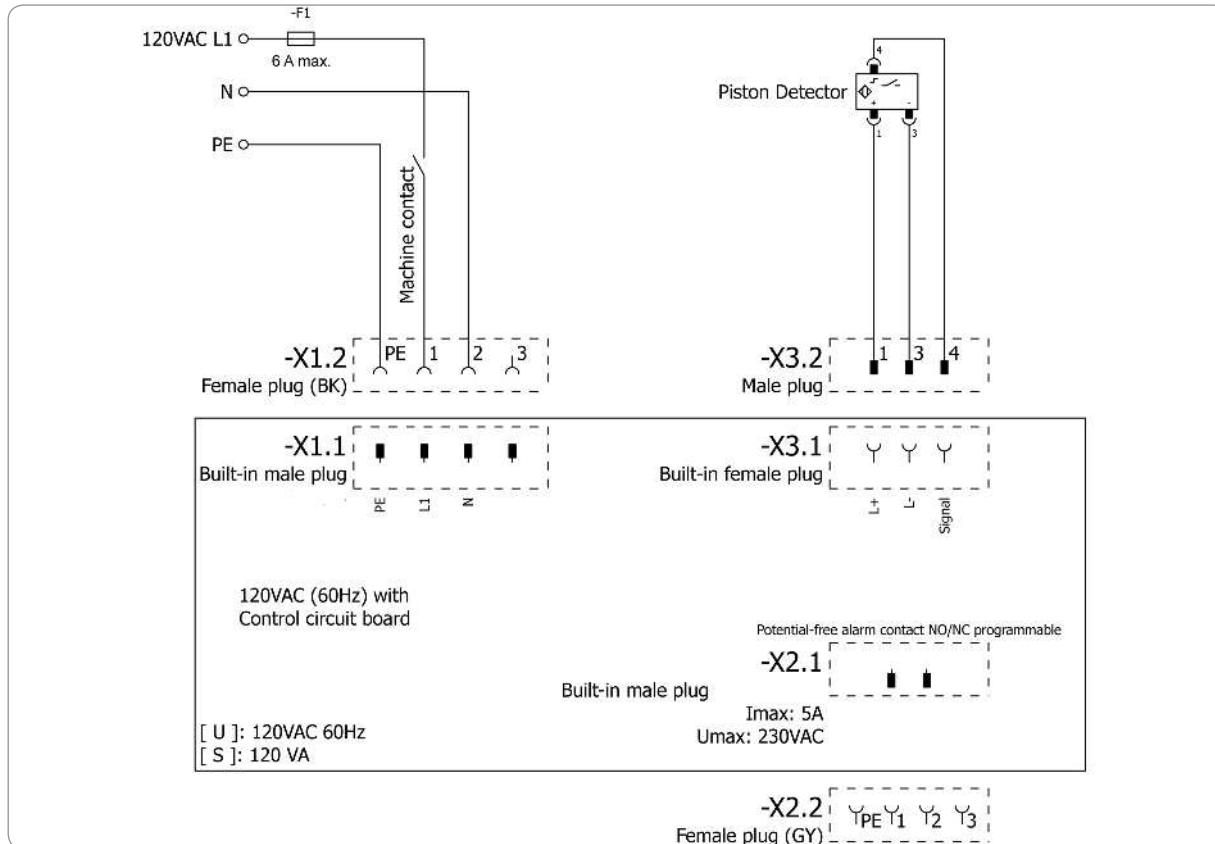 -F1
120VAC L1
6 A max.
N
PE
Machine contact
4
Piston Detector
+ -
1 3
-X1.2 PE 1 2 3
Female plug (BK)
-X3.2 1 3 4
Male plug
-X1.1
Built-in male plug
PE L1 N
-X3.1
Built-in female plug
L+ L- Signal
120VAC (60Hz) with
Control circuit board
Potential-free alarm contact NO/NC programmable
-X2.1
Built-in male plug
Imax: 5A
Umax: 230VAC
[ U ]: 120VAC 60Hz
[ S ]: 120 VA
-X2.2 PE 1 2 3
Female plug (GY)